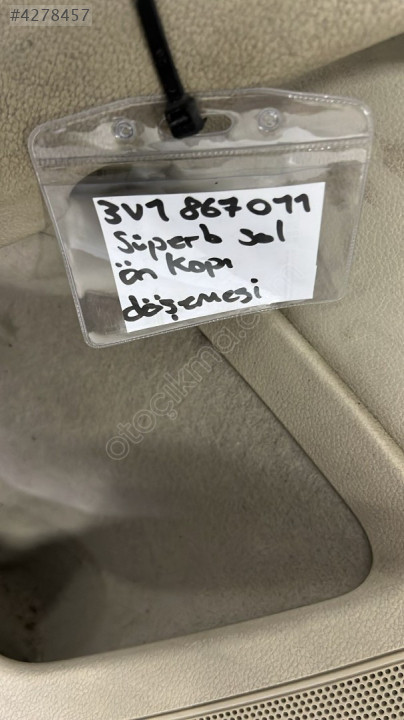 #4278457
3V1 867011
Süperb sol
ön Kapı
döşemesi
otoçıkma.com